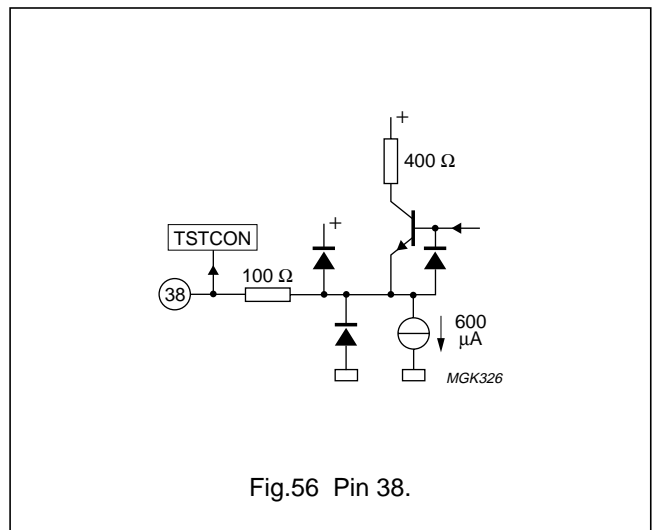 +
400 Ω
+
TSTCON
100 Ω
38
600
μA
MGK326
Fig.56 Pin 38.